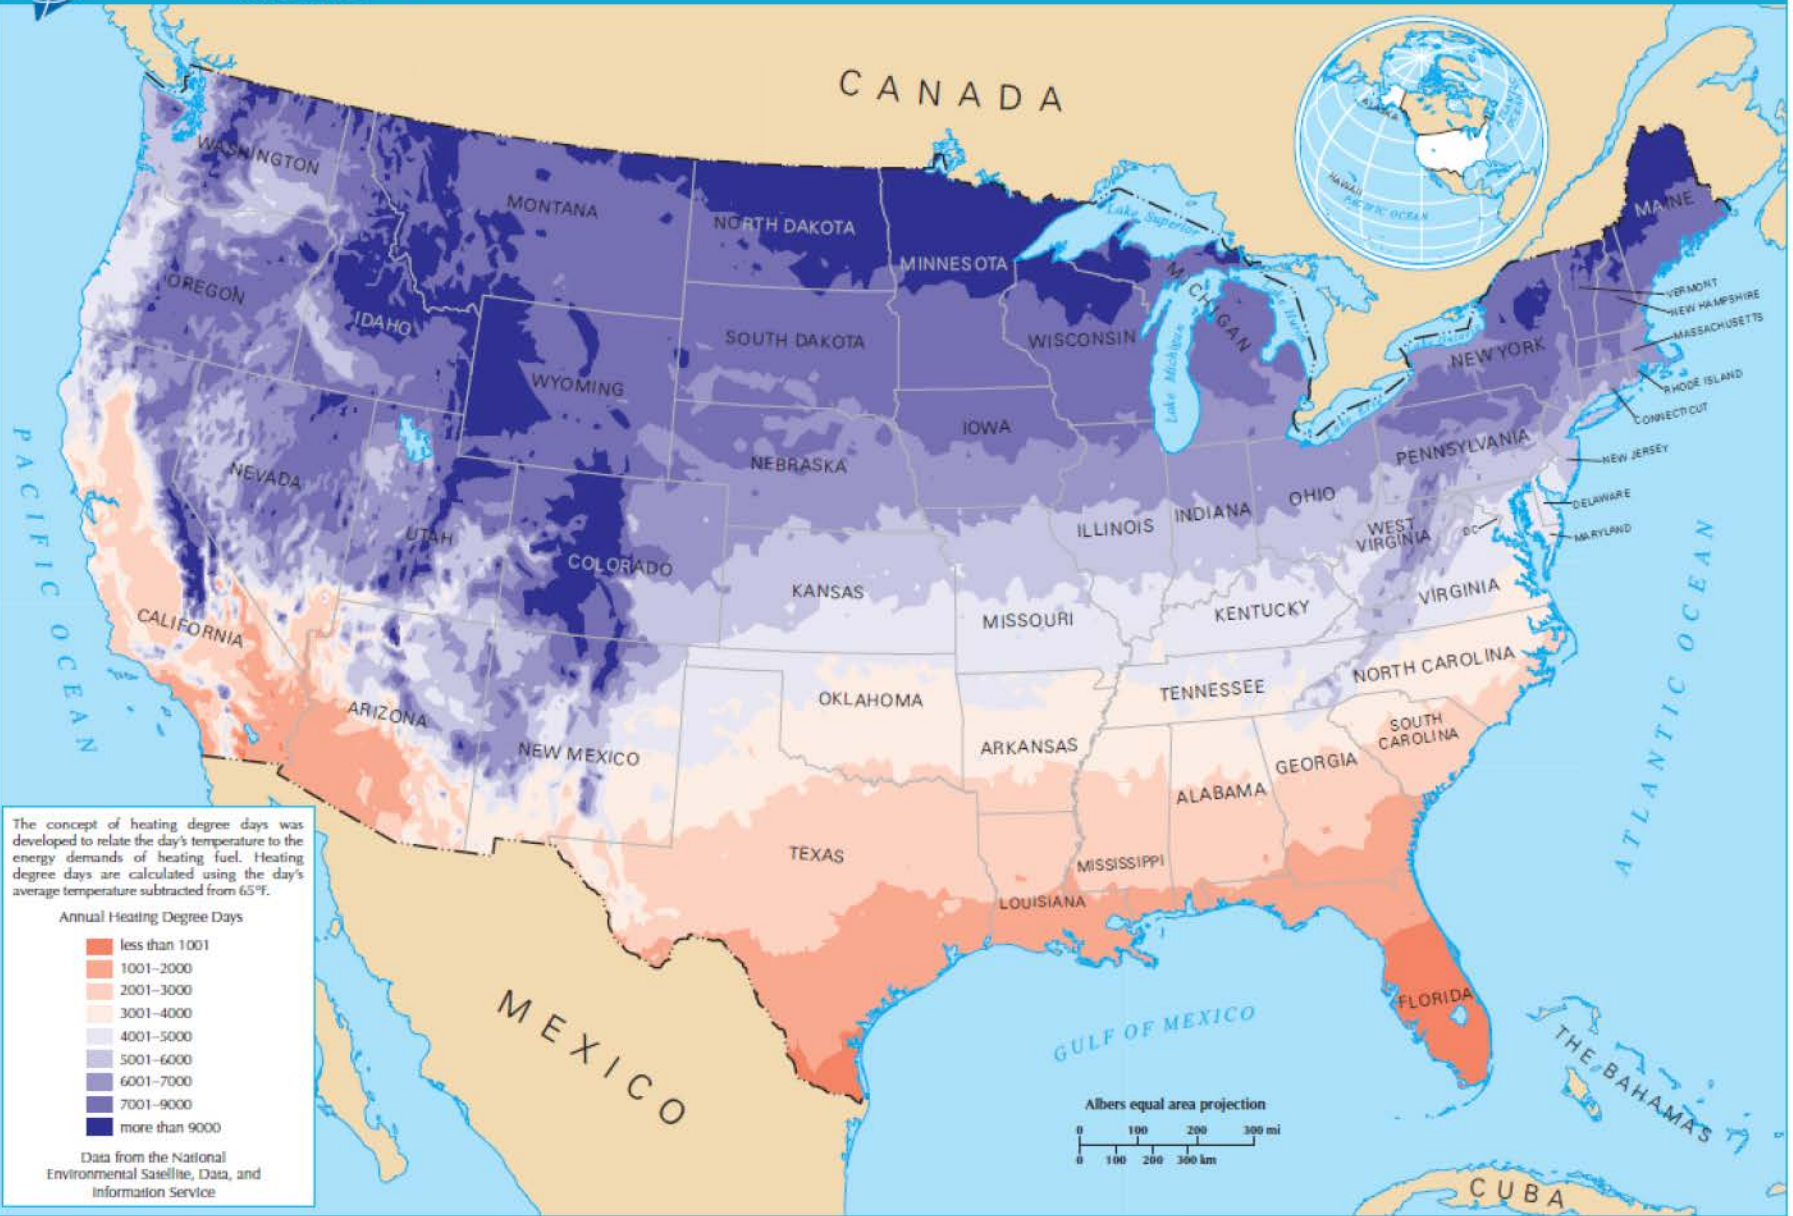 CANADA
ALASKA
HAWAII
PACIFIC OCEAN
WASHINGTON
MONTANA
NORTH DAKOTA
MINNESOTA
Lake Superior
MAINE
OREGON
IDAHO
MICHIGAN
VERMONT
NEW HAMPSHIRE
MASSACHUSETTS
SOUTH DAKOTA
WISCONSIN
Lake Michigan
NEW YORK
WYOMING
RHODE ISLAND
CONNECTICUT
IOWA
NEBRASKA
PENNSYLVANIA
NEW JERSEY
NEVADA
UTAH
COLORADO
ILLINOIS
INDIANA
OHIO
WEST
VIRGINIA
DC
DELAWARE
MARYLAND
PACIFIC OCEAN
KANSAS
MISSOURI
KENTUCKY
VIRGINIA
CALIFORNIA
ARIZONA
NEW MEXICO
OKLAHOMA
ARKANSAS
TENNESSEE
NORTH CAROLINA
SOUTH
CAROLINA
ATLANTIC OCEAN
GEORGIA
ALABAMA
TEXAS
MISSISSIPPI
LOUISIANA
FLORIDA
MEXICO
GULF OF MEXICO
THE BAHAMAS
CUBA
The concept of heating degree days was
developed to relate the day's temperature to the
energy demands of heating fuel. Heating
degree days are calculated using the day's
average temperature subtracted from 65°F.
Annual Heating Degree Days
less than 1001
1001–2000
2001–3000
3001–4000
4001–5000
5001–6000
6001–7000
7001–9000
more than 9000
Data from the National
Environmental Satellite, Data, and
Information Service
Albers equal area projection
0 100 200 300 mi
0 100 200 300 km